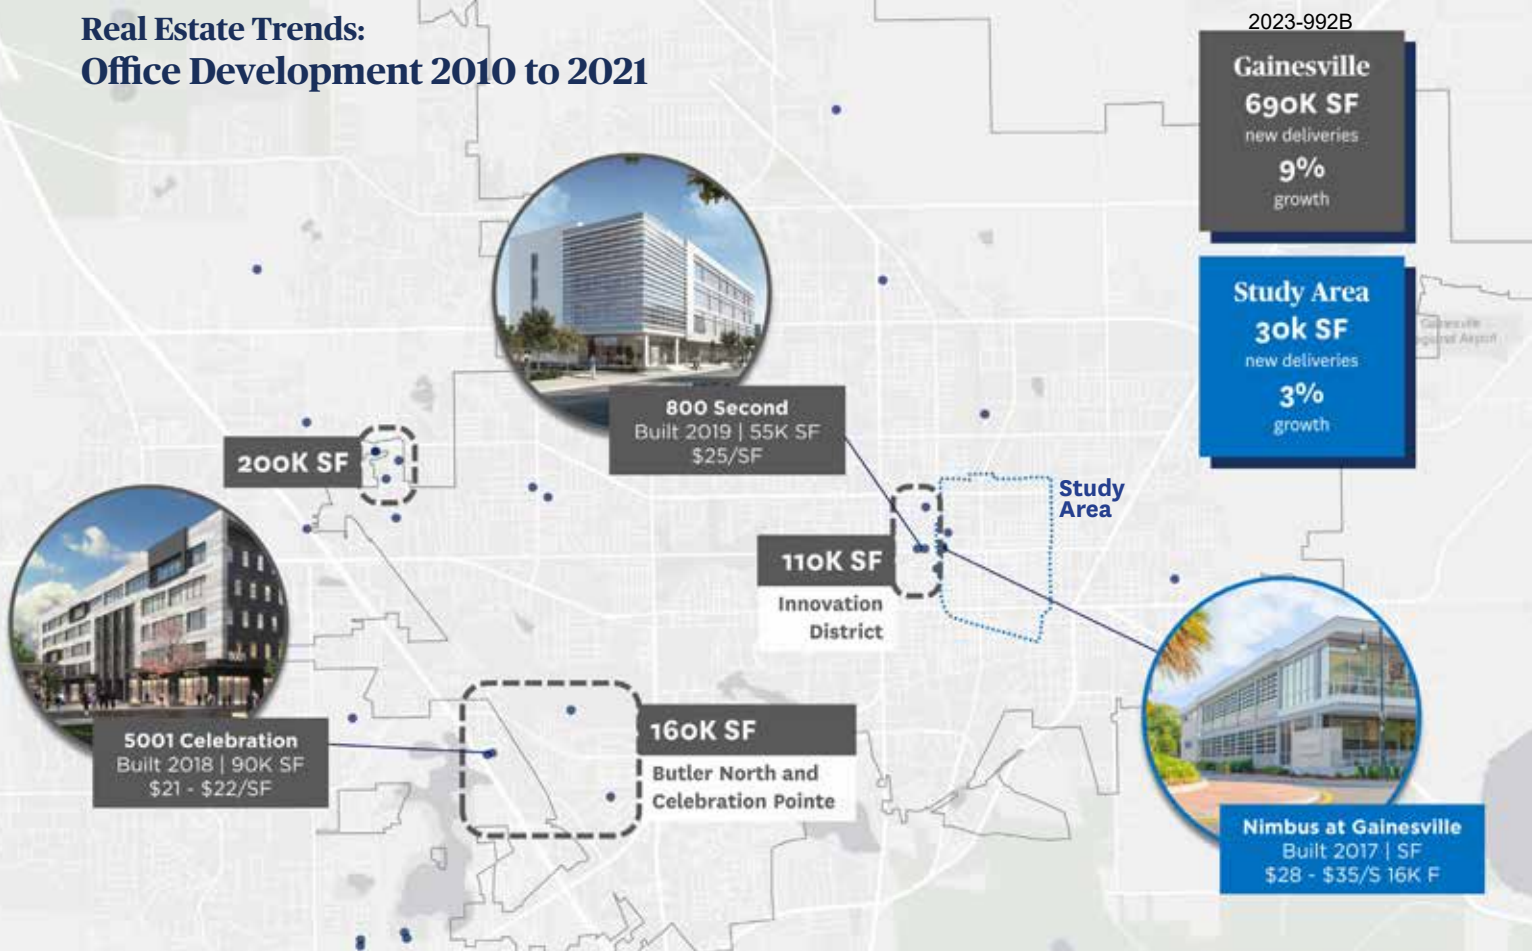 Real Estate Trends:
Office Development 2010 to 2021
2023-992B
Gainesville
690K SF
new deliveries
9%
growth
Study Area
30k SF
new deliveries
3%
growth
Gainesville
Regional Airport
800 Second
Built 2019 | 55K SF
$25/SF
200K SF
Study
Area
110K SF
Innovation
District
5001 Celebration
Built 2018 | 90K SF
$21 - $22/SF
160K SF
Butler North and
Celebration Pointe
Nimbus at Gainesville
Built 2017 | SF
$28 - $35/S 16K F